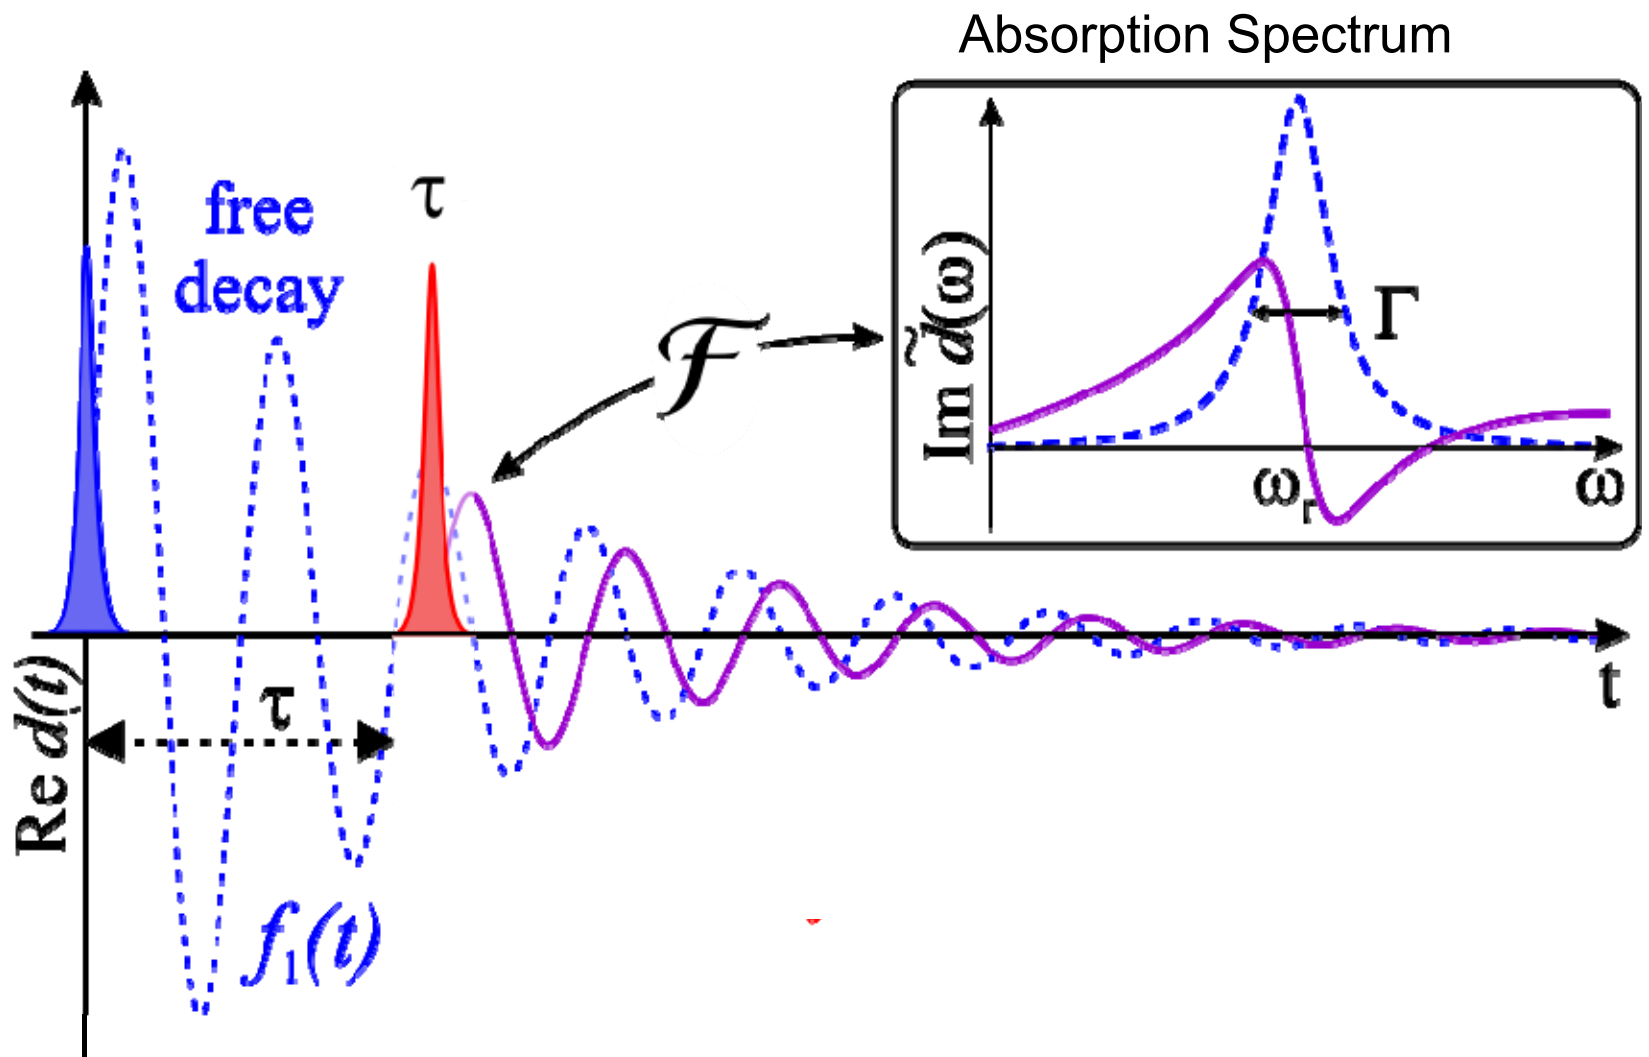 Absorption Spectrum
τ
free
decay
ℱ
Im d̃(ω)
Γ
ωᵣ
ω
Re d(t)
τ
t
f₁(t)